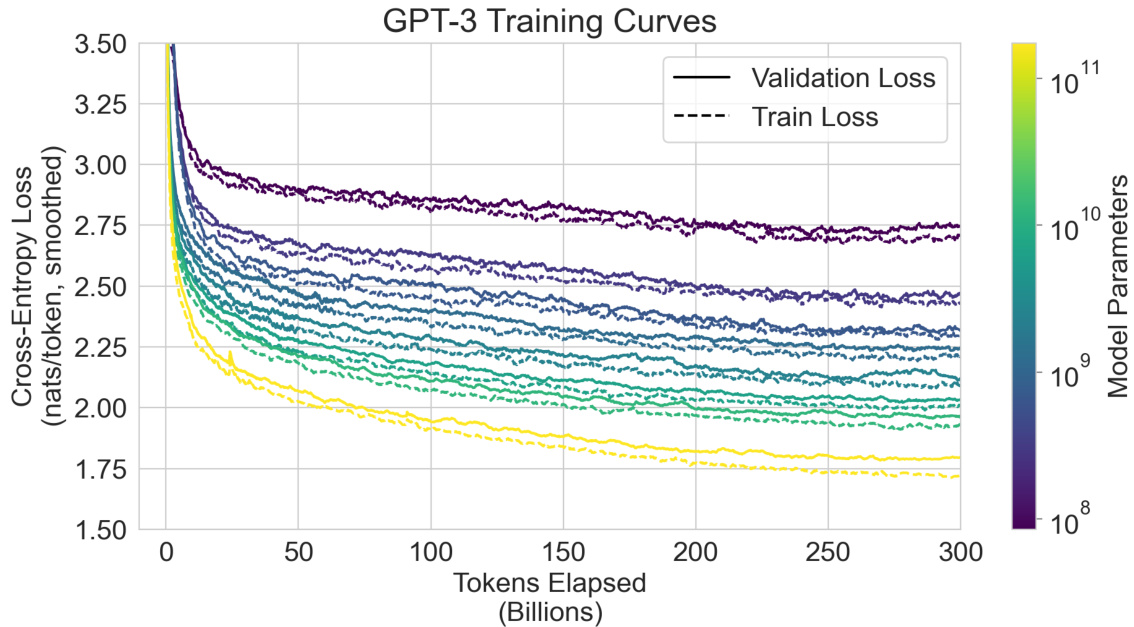 GPT-3 Training Curves
3.50
3.25
3.00
2.75
2.50
2.25
2.00
1.75
1.50
Cross-Entropy Loss
(nats/token, smoothed)
Validation Loss
Train Loss
0
50
100
150
200
250
300
Tokens Elapsed
(Billions)
10^11
10^10
10^9
10^8
Model Parameters